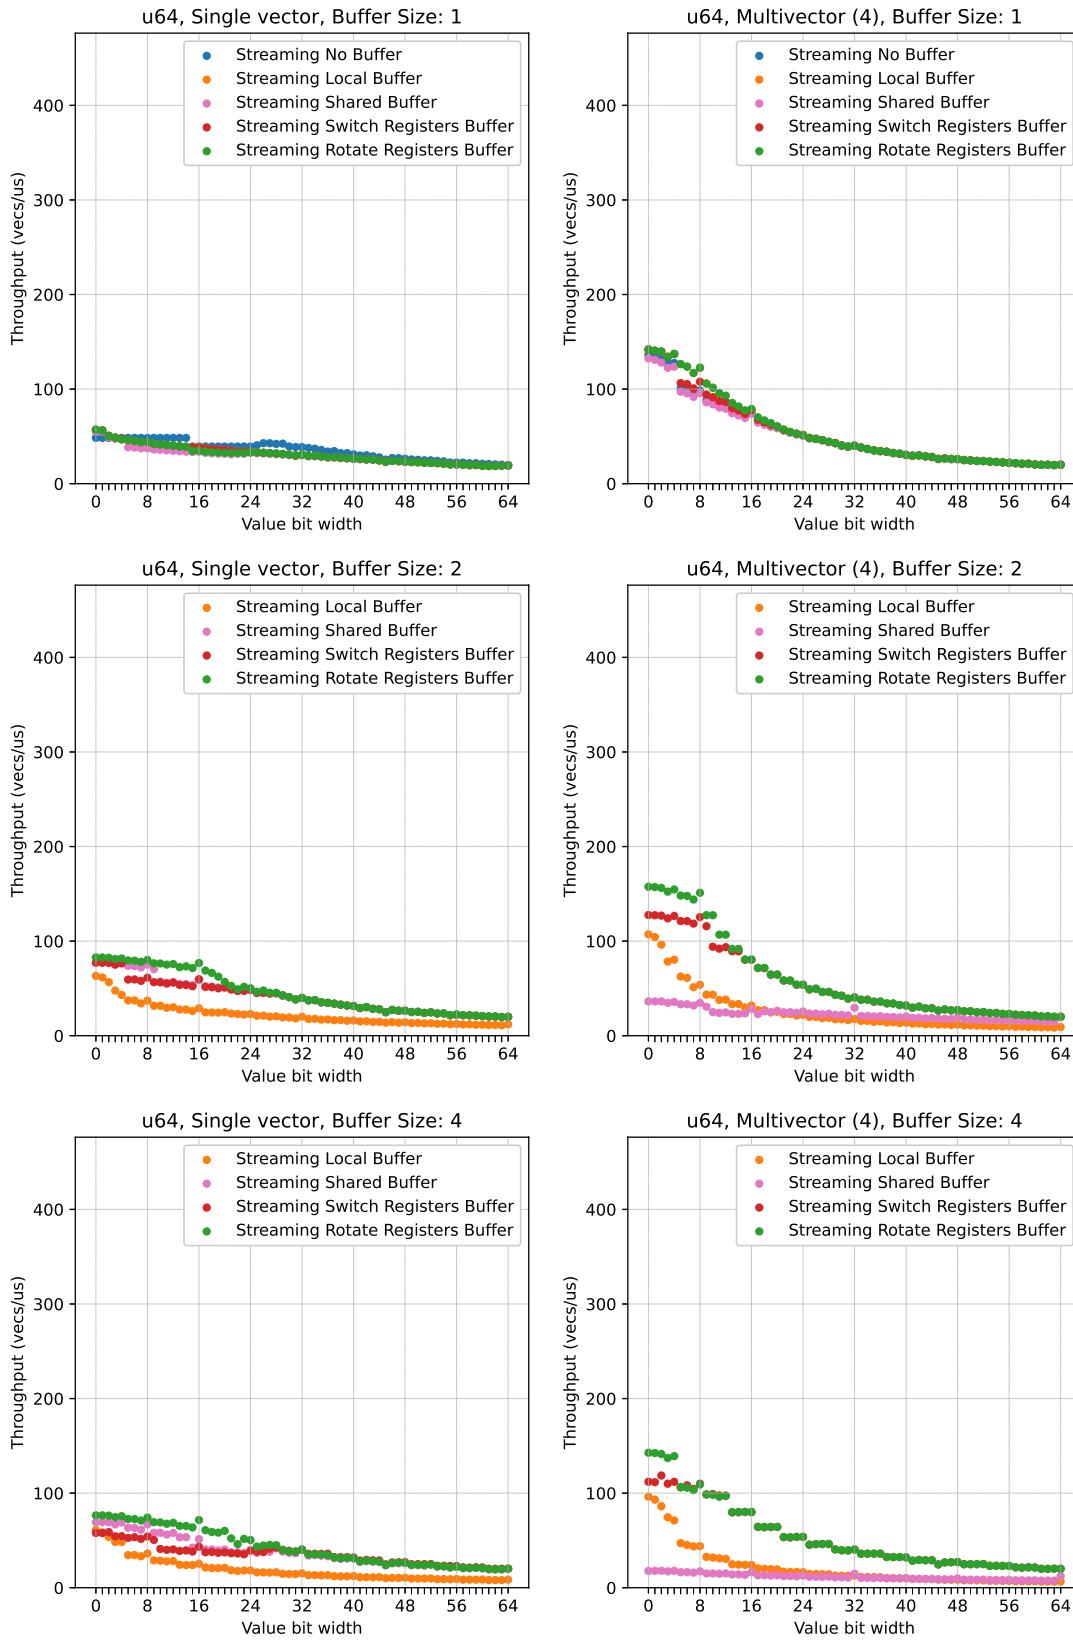 u64, Single vector, Buffer Size: 1
Streaming No Buffer
Streaming Local Buffer
Streaming Shared Buffer
Streaming Switch Registers Buffer
Streaming Rotate Registers Buffer
Throughput (vecs/us)
400
300
200
100
0
0 8 16 24 32 40 48 56 64
Value bit width
u64, Multivector (4), Buffer Size: 1
Streaming No Buffer
Streaming Local Buffer
Streaming Shared Buffer
Streaming Switch Registers Buffer
Streaming Rotate Registers Buffer
Throughput (vecs/us)
400
300
200
100
0
0 8 16 24 32 40 48 56 64
Value bit width
u64, Single vector, Buffer Size: 2
Streaming Local Buffer
Streaming Shared Buffer
Streaming Switch Registers Buffer
Streaming Rotate Registers Buffer
Throughput (vecs/us)
400
300
200
100
0
0 8 16 24 32 40 48 56 64
Value bit width
u64, Multivector (4), Buffer Size: 2
Streaming Local Buffer
Streaming Shared Buffer
Streaming Switch Registers Buffer
Streaming Rotate Registers Buffer
Throughput (vecs/us)
400
300
200
100
0
0 8 16 24 32 40 48 56 64
Value bit width
u64, Single vector, Buffer Size: 4
Streaming Local Buffer
Streaming Shared Buffer
Streaming Switch Registers Buffer
Streaming Rotate Registers Buffer
Throughput (vecs/us)
400
300
200
100
0
0 8 16 24 32 40 48 56 64
Value bit width
u64, Multivector (4), Buffer Size: 4
Streaming Local Buffer
Streaming Shared Buffer
Streaming Switch Registers Buffer
Streaming Rotate Registers Buffer
Throughput (vecs/us)
400
300
200
100
0
0 8 16 24 32 40 48 56 64
Value bit width